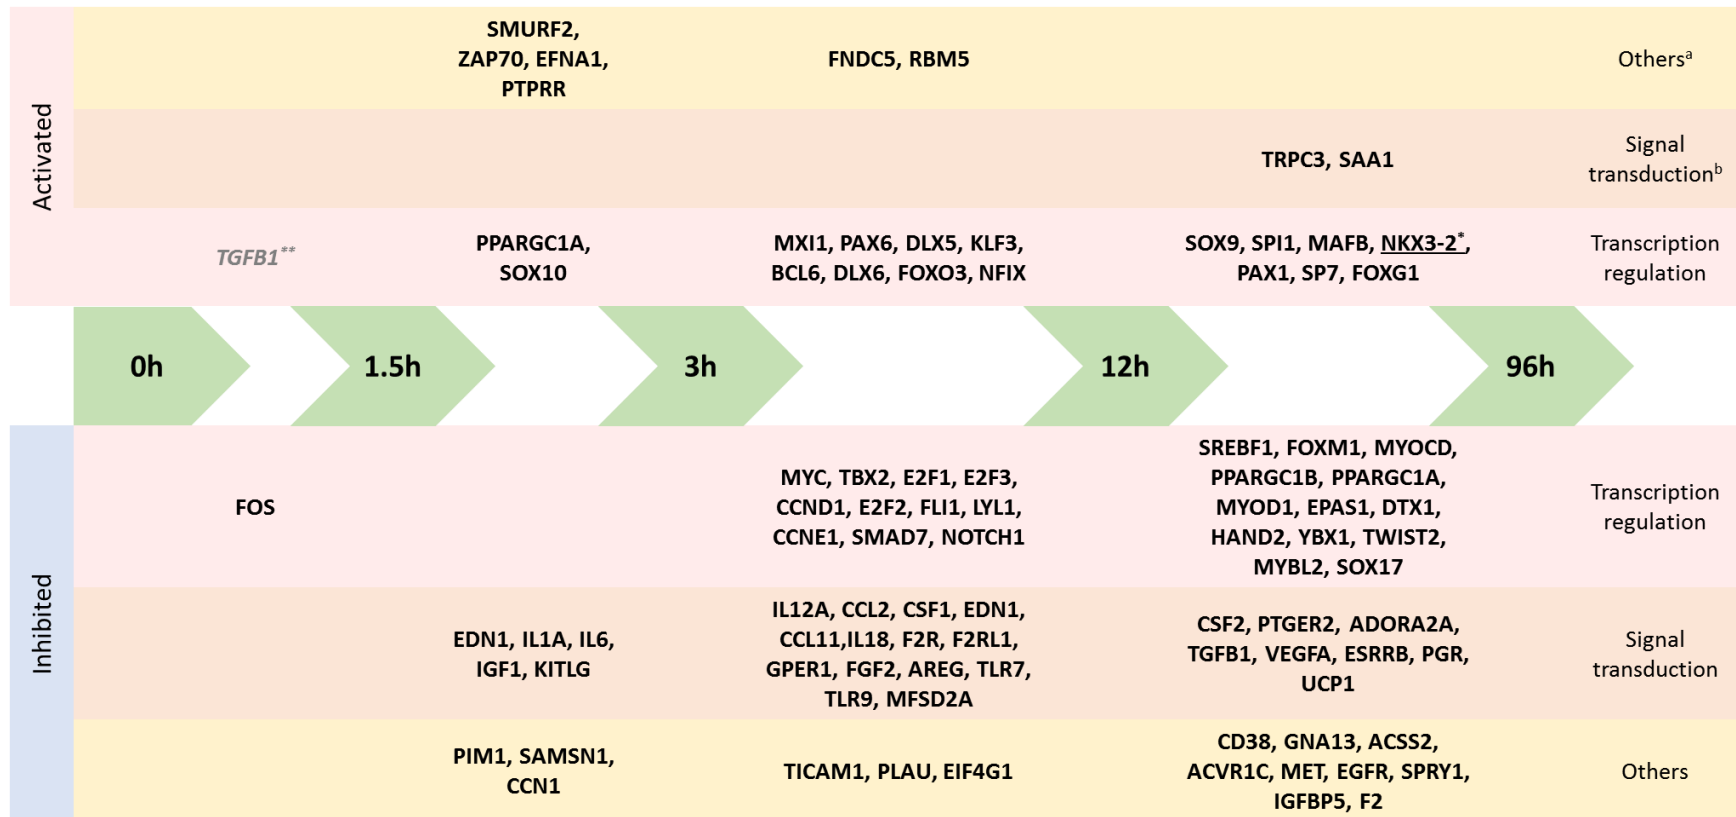 Activated
SMURF2,
ZAP70, EFNA1,
PTPRR
FNDC5, RBM5
Othersᵃ
TRPC3, SAA1
Signal
transductionᵇ
TGFB1**
PPARGC1A,
SOX10
MXI1, PAX6, DLX5, KLF3,
BCL6, DLX6, FOXO3, NFIX
SOX9, SPI1, MAFB, NKX3-2*,
PAX1, SP7, FOXG1
Transcription
regulation
0h
1.5h
3h
12h
96h
Inhibited
FOS
MYC, TBX2, E2F1, E2F3,
CCND1, E2F2, FLI1, LYL1,
CCNE1, SMAD7, NOTCH1
SREBF1, FOXM1, MYOCD,
PPARGC1B, PPARGC1A,
MYOD1, EPAS1, DTX1,
HAND2, YBX1, TWIST2,
MYBL2, SOX17
Transcription
regulation
EDN1, IL1A, IL6,
IGF1, KITLG
IL12A, CCL2, CSF1, EDN1,
CCL11,IL18, F2R, F2RL1,
GPER1, FGF2, AREG, TLR7,
TLR9, MFSD2A
CSF2, PTGER2, ADORA2A,
TGFB1, VEGFA, ESRRB, PGR,
UCP1
Signal
transduction
PIM1, SAMSN1,
CCN1
TICAM1, PLAU, EIF4G1
CD38, GNA13, ACSS2,
ACVR1C, MET, EGFR, SPRY1,
IGFBP5, F2
Others